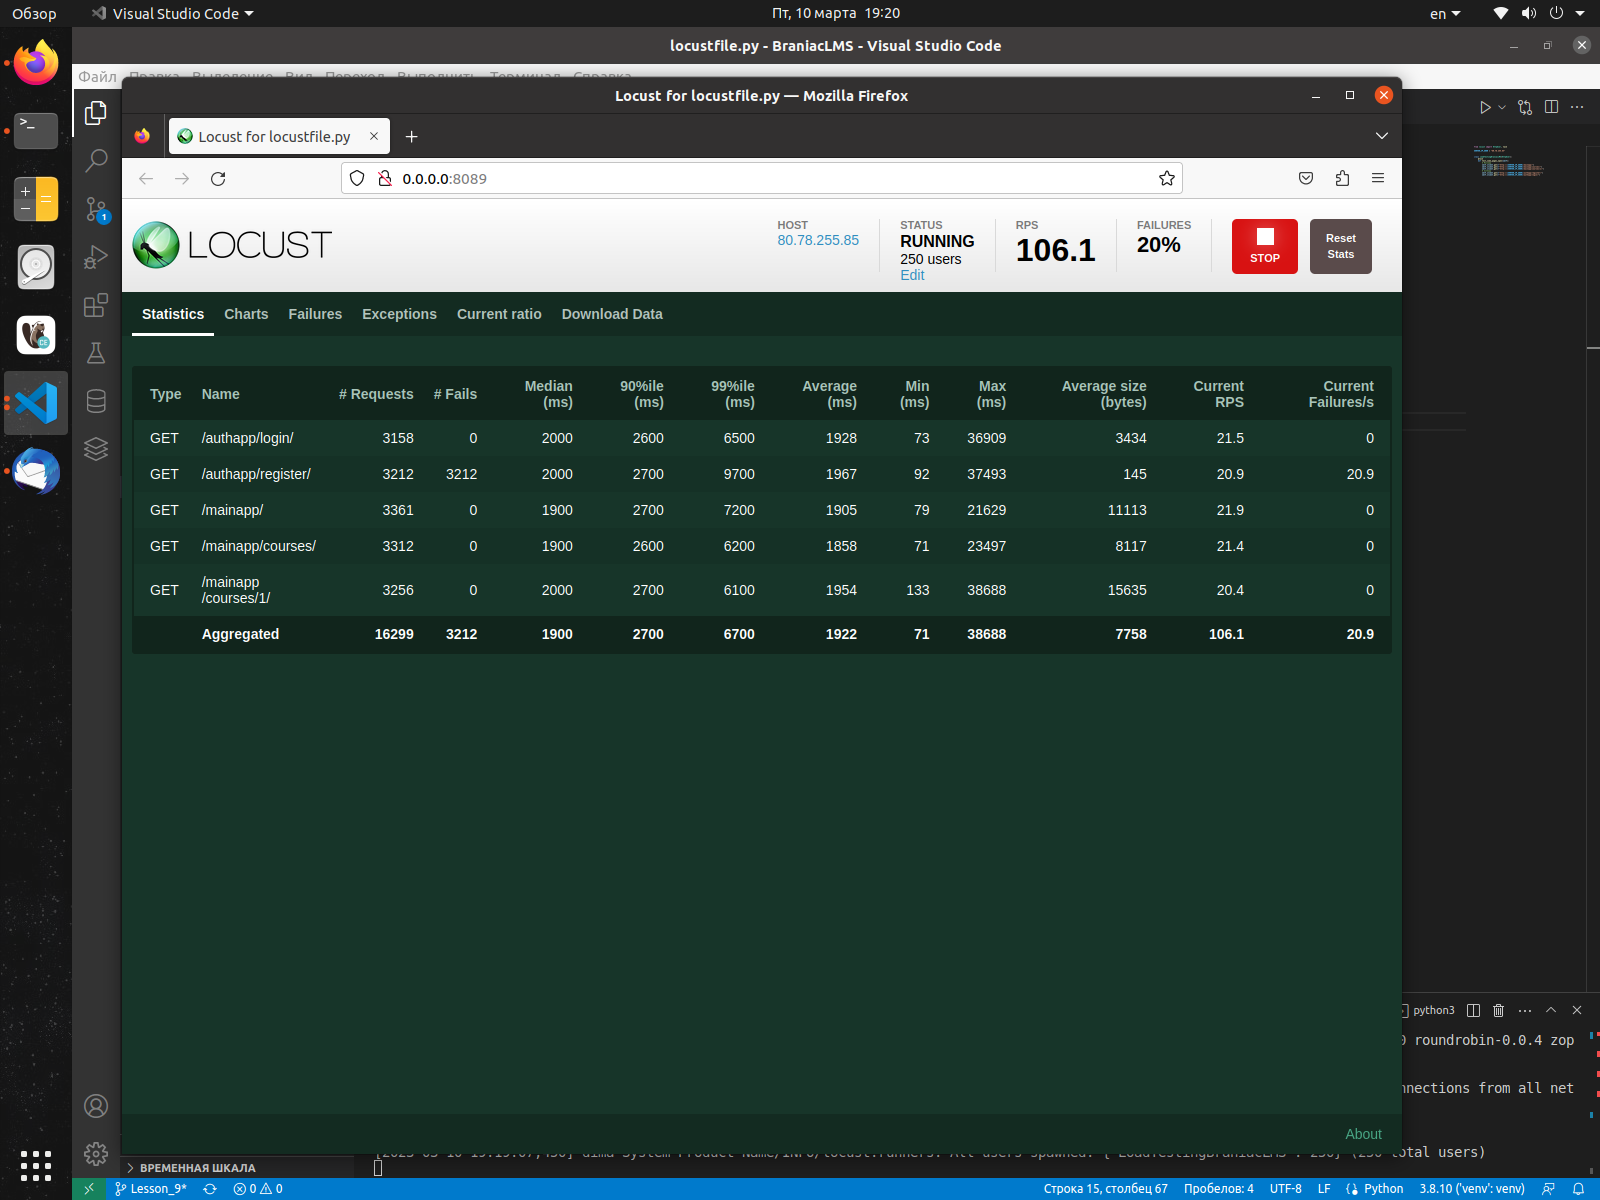 Обзор
Visual Studio Code
Пт, 10 марта 19:20
en
locustfile.py - BraniacLMS - Visual Studio Code
Файл Правка Выделение Вид Переход Выполнить Терминал Справка
Locust for locustfile.py — Mozilla Firefox
Locust for locustfile.py
0.0.0.0:8089
LOCUST
HOST
80.78.255.85
STATUS
RUNNING
250 users
Edit
RPS
106.1
FAILURES
20%
STOP
Reset
Stats
Statistics Charts Failures Exceptions Current ratio Download Data
Type Name # Requests # Fails Median (ms) 90%ile (ms) 99%ile (ms) Average (ms) Min (ms) Max (ms) Average size (bytes) Current RPS Current Failures/s
GET /authapp/login/ 3158 0 2000 2600 6500 1928 73 36909 3434 21.5 0
GET /authapp/register/ 3212 3212 2000 2700 9700 1967 92 37493 145 20.9 20.9
GET /mainapp/ 3361 0 1900 2700 7200 1905 79 21629 11113 21.9 0
GET /mainapp/courses/ 3312 0 1900 2600 6200 1858 71 23497 8117 21.4 0
GET /mainapp /courses/1/ 3256 0 2000 2700 6100 1954 133 38688 15635 20.4 0
Aggregated 16299 3212 1900 2700 6700 1922 71 38688 7758 106.1 20.9
About
1
python3
roundrobin-0.0.4 zop
nnections from all net
total users)
ВРЕМЕННАЯ ШКАЛА
Lesson_9* 0 0
Строка 15, столбец 67 Пробелов: 4 UTF-8 LF Python 3.8.10 ('venv': venv)